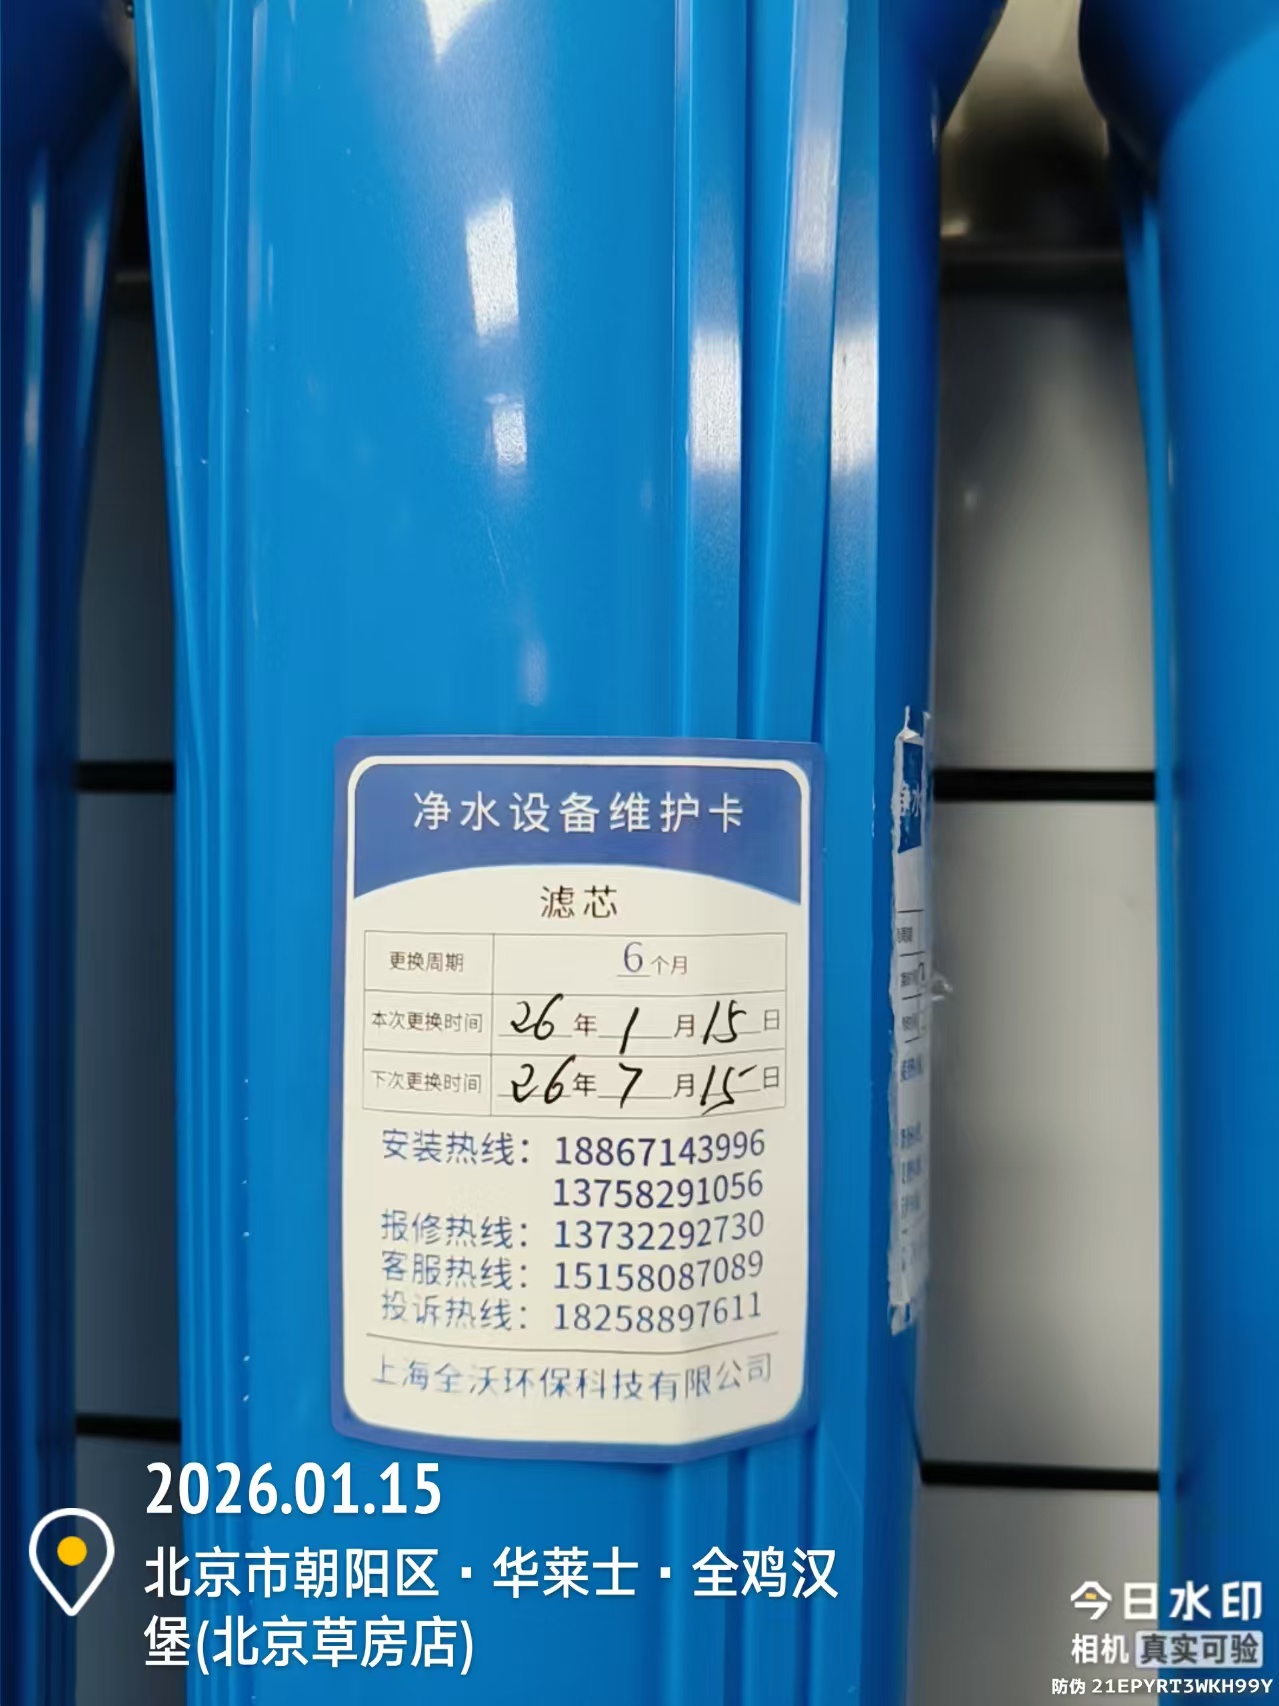 净水设备维护卡
滤芯
更换周期 6个月
本次更换时间 26年1月15日
下次更换时间 26年7月15日
安装热线：18867143996
13758291056
报修热线：13732292730
客服热线：15158087089
投诉热线：18258897611
上海全沃环保科技有限公司
净水
2026.01.15
北京市朝阳区·华莱士·全鸡汉
堡(北京草房店)
今日水印
相机 真实可验
防伪 21EPYRT3WKH99Y